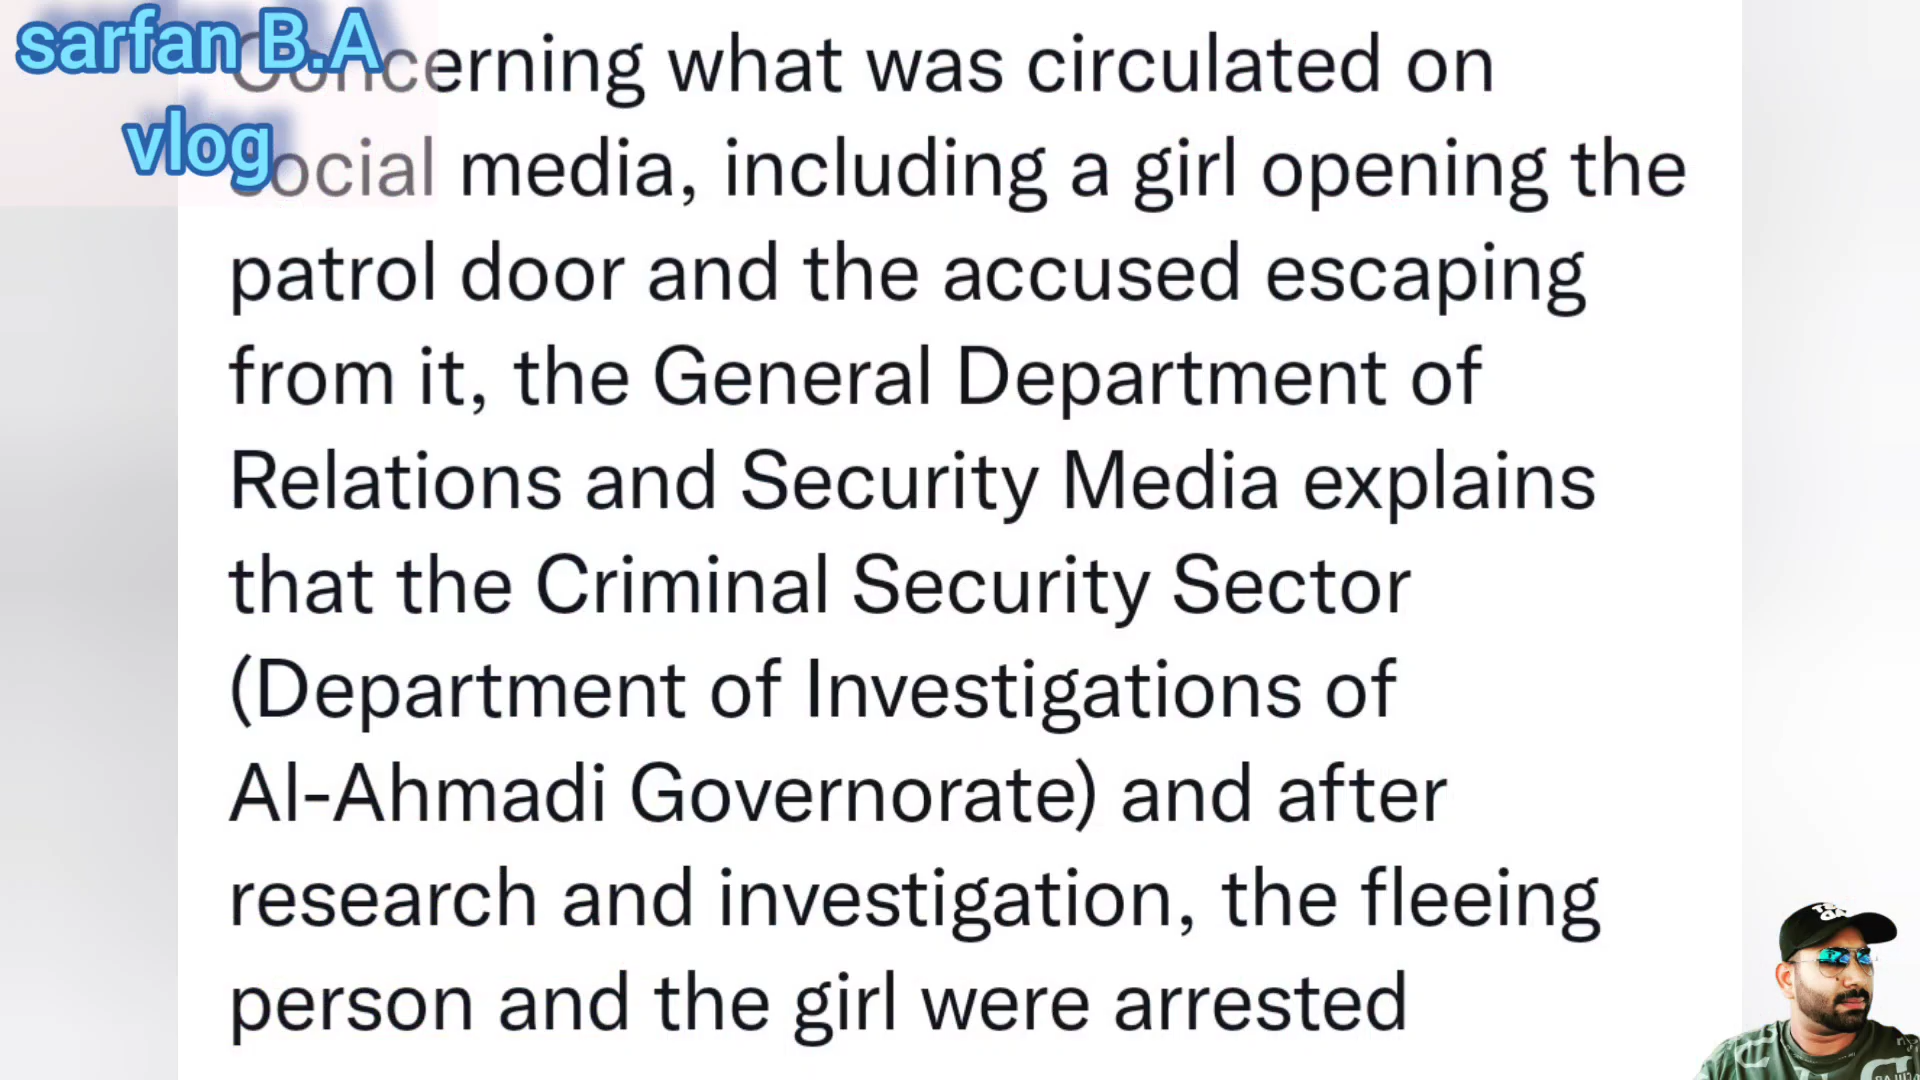 sarfan B.A
vlog
Concerning what was circulated on
social media, including a girl opening the
patrol door and the accused escaping
from it, the General Department of
Relations and Security Media explains
that the Criminal Security Sector
(Department of Investigations of
Al-Ahmadi Governorate) and after
research and investigation, the fleeing
person and the girl were arrested